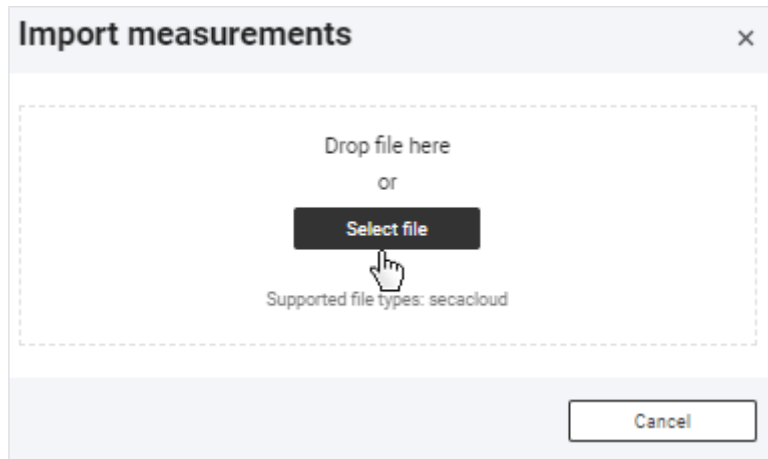 Import measurements
×
Drop file here
or
Select file
Supported file types: secacloud
Cancel